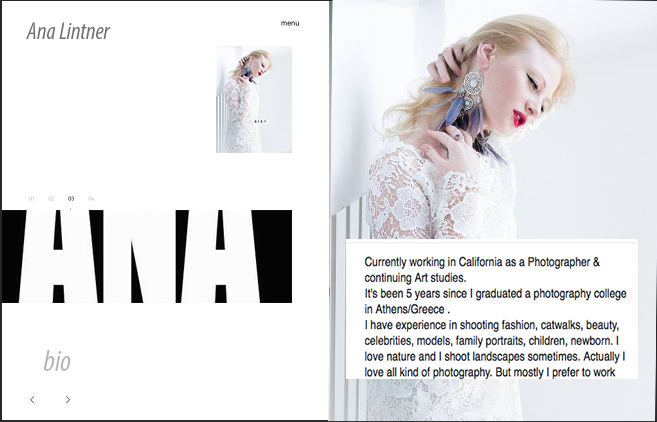 Ana Lintner
menu
01 02 03 04
ANA
bio
Currently working in California as a Photographer &
continuing Art studies.
It's been 5 years since I graduated a photography college
in Athens/Greece .
I have experience in shooting fashion, catwalks, beauty,
celebrities, models, family portraits, children, newborn. I
love nature and I shoot landscapes sometimes. Actually I
love all kind of photography. But mostly I prefer to work